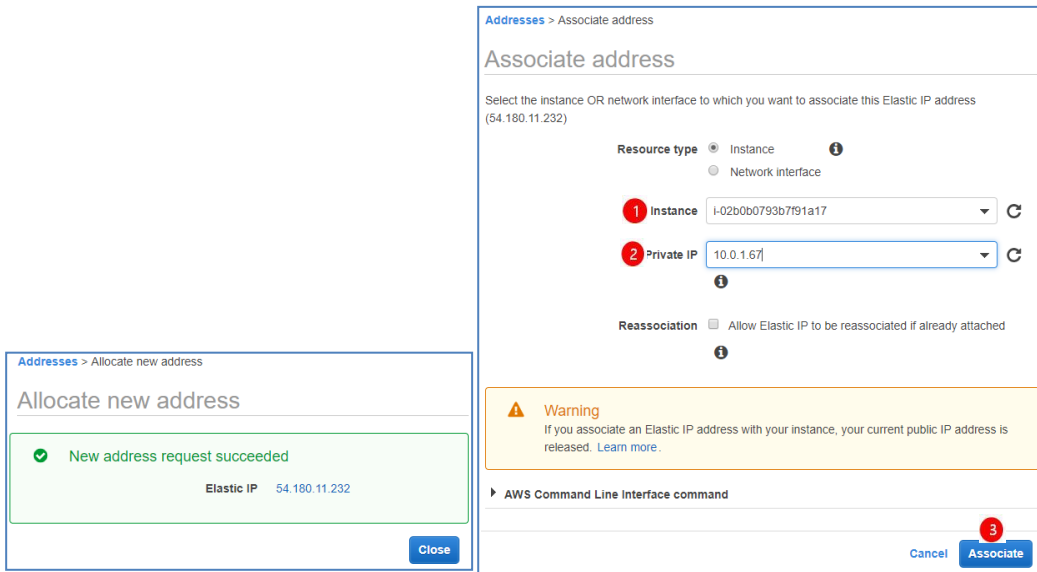 Addresses > Associate address
Associate address
Select the instance OR network interface to which you want to associate this Elastic IP address
(54.180.11.232)
Resource type Instance
Network interface
1 Instance i-02b0b0793b7f91a17
2 Private IP 10.0.1.67
Reassociation Allow Elastic IP to be reassociated if already attached
Warning
If you associate an Elastic IP address with your instance, your current public IP address is
released. Learn more.
AWS Command Line Interface command
3
Cancel Associate
Addresses > Allocate new address
Allocate new address
New address request succeeded
Elastic IP 54.180.11.232
Close